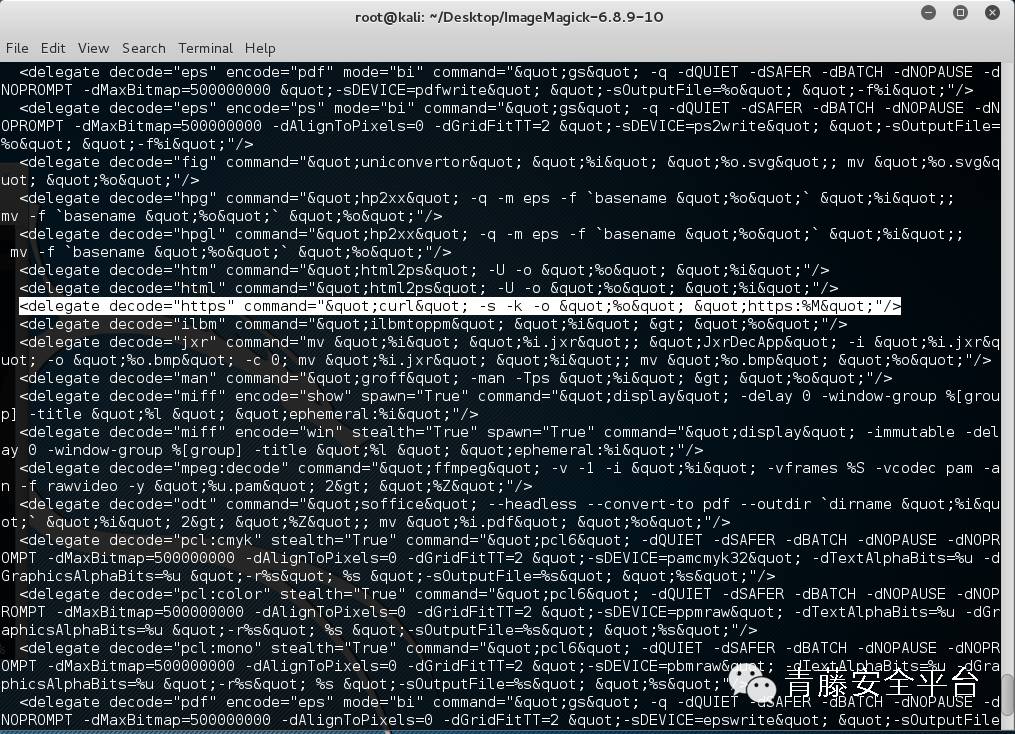 root@kali: ~/Desktop/ImageMagick-6.8.9-10
File Edit View Search Terminal Help
<delegate decode="eps" encode="pdf" mode="bi" command="&quot;gs&quot; -q -dQUIET -dSAFER -dBATCH -dNOPAUSE -d
NOPROMPT -dMaxBitmap=500000000 &quot;-sDEVICE=pdfwrite&quot; &quot;-sOutputFile=%o&quot; &quot;-f%i&quot;"/>
<delegate decode="eps" encode="ps" mode="bi" command="&quot;gs&quot; -q -dQUIET -dSAFER -dBATCH -dNOPAUSE -dN
OPROMPT -dMaxBitmap=500000000 -dAlignToPixels=0 -dGridFitTT=2 &quot;-sDEVICE=ps2write&quot; &quot;-sOutputFile=
%o&quot; &quot;-f%i&quot;"/>
<delegate decode="fig" command="&quot;uniconvertor&quot; &quot;%i&quot; &quot;%o.svg&quot;; mv &quot;%o.svg&q
uot; &quot;%o&quot;"/>
<delegate decode="hpg" command="&quot;hp2xx&quot; -q -m eps -f `basename &quot;%o&quot;` &quot;%i&quot;;
mv -f `basename &quot;%o&quot;` &quot;%o&quot;"/>
<delegate decode="hpgl" command="&quot;hp2xx&quot; -q -m eps -f `basename &quot;%o&quot;` &quot;%i&quot;;
mv -f `basename &quot;%o&quot;` &quot;%o&quot;"/>
<delegate decode="htm" command="&quot;html2ps&quot; -U -o &quot;%o&quot; &quot;%i&quot;"/>
<delegate decode="html" command="&quot;html2ps&quot; -U -o &quot;%o&quot; &quot;%i&quot;"/>
<delegate decode="https" command="&quot;curl&quot; -s -k -o &quot;%o&quot; &quot;https:%M&quot;"/>
<delegate decode="ilbm" command="&quot;ilbmtoppm&quot; &quot;%i&quot; &gt; &quot;%o&quot;"/>
<delegate decode="jxr" command="mv &quot;%i&quot; &quot;%i.jxr&quot;; &quot;JxrDecApp&quot; -i &quot;%i.jxr&q
uot; -o &quot;%o.bmp&quot; -c 0; mv &quot;%i.jxr&quot; &quot;%i&quot;; mv &quot;%o.bmp&quot; &quot;%o&quot;"/>
<delegate decode="man" command="&quot;groff&quot; -man -Tps &quot;%i&quot; &gt; &quot;%o&quot;"/>
<delegate decode="miff" encode="show" spawn="True" command="&quot;display&quot; -delay 0 -window-group %[grou
p] -title &quot;%l &quot; &quot;ephemeral:%i&quot;"/>
<delegate decode="miff" encode="win" stealth="True" spawn="True" command="&quot;display&quot; -immutable -del
ay 0 -window-group %[group] -title &quot;%l &quot; &quot;ephemeral:%i&quot;"/>
<delegate decode="mpeg:decode" command="&quot;ffmpeg&quot; -v -1 -i &quot;%i&quot; -vframes %S -vcodec pam -a
n -f rawvideo -y &quot;%u.pam&quot; 2&gt; &quot;%Z&quot;"/>
<delegate decode="odt" command="&quot;soffice&quot; --headless --convert-to pdf --outdir `dirname &quot;%i&qu
ot;` &quot;%i&quot; 2&gt; &quot;%Z&quot;; mv &quot;%i.pdf&quot; &quot;%o&quot;"/>
<delegate decode="pcl:cmyk" stealth="True" command="&quot;pcl6&quot; -dQUIET -dSAFER -dBATCH -dNOPAUSE -dNOPR
OMPT -dMaxBitmap=500000000 -dAlignToPixels=0 -dGridFitTT=2 &quot;-sDEVICE=pamcmyk32&quot; -dTextAlphaBits=%u -d
GraphicsAlphaBits=%u &quot;-r%s&quot; %s &quot;-sOutputFile=%s&quot; &quot;%s&quot;"/>
<delegate decode="pcl:color" stealth="True" command="&quot;pcl6&quot; -dQUIET -dSAFER -dBATCH -dNOPAUSE -dNOP
ROMPT -dMaxBitmap=500000000 -dAlignToPixels=0 -dGridFitTT=2 &quot;-sDEVICE=ppmraw&quot; -dTextAlphaBits=%u -dGr
aphicsAlphaBits=%u &quot;-r%s&quot; %s &quot;-sOutputFile=%s&quot; &quot;%s&quot;"/>
<delegate decode="pcl:mono" stealth="True" command="&quot;pcl6&quot; -dQUIET -dSAFER -dBATCH -dNOPAUSE -dNOPR
OMPT -dMaxBitmap=500000000 -dAlignToPixels=0 -dGridFitTT=2 &quot;-sDEVICE=pbmraw&quot; -dTextAlphaBits=%u -dGra
phicsAlphaBits=%u &quot;-r%s&quot; %s &quot;-sOutputFile=%s&quot; &quot;%s&quot;"/>
<delegate decode="pdf" encode="eps" mode="bi" command="&quot;gs&quot; -q -dQUIET -dSAFER -dBATCH -dNOPAUSE -d
NOPROMPT -dMaxBitmap=500000000 -dAlignToPixels=0 -dGridFitTT=2 &quot;-sDEVICE=epswrite&quot; &quot;-sOutputFile
青藤安全平台